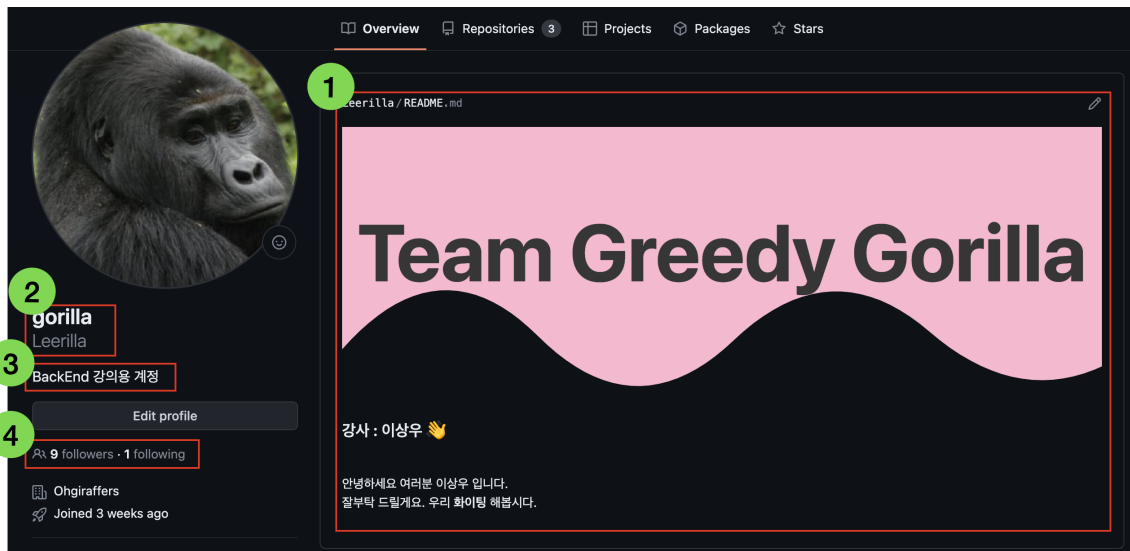 Overview Repositories 3 Projects Packages Stars
1
Leerilla/README.md
Team Greedy Gorilla
2
gorilla
Leerilla
3
BackEnd 강의용 계정
Edit profile
4
9 followers · 1 following
Ohgiraffers
Joined 3 weeks ago
강사 : 이상우 👋
안녕하세요 여러분 이상우 입니다.
잘부탁 드릴게요. 우리 화이팅 해봅시다.